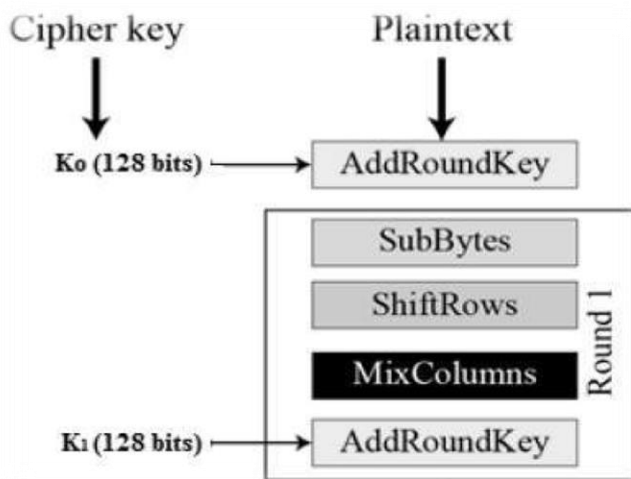 Cipher key
Plaintext
K₀ (128 bits)
AddRoundKey
SubBytes
ShiftRows
MixColumns
Round 1
K₁ (128 bits)
AddRoundKey